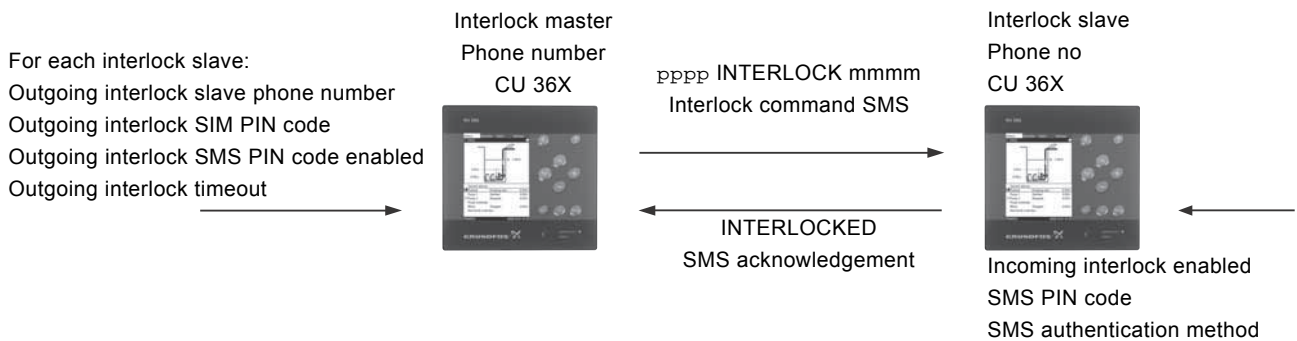 For each interlock slave:
Outgoing interlock slave phone number
Outgoing interlock SIM PIN code
Outgoing interlock SMS PIN code enabled
Outgoing interlock timeout
Interlock master
Phone number
CU 36X
GRUNDFOS
pppp INTERLOCK mmmm
Interlock command SMS
INTERLOCKED
SMS acknowledgement
Interlock slave
Phone no
CU 36X
GRUNDFOS
Incoming interlock enabled
SMS PIN code
SMS authentication method